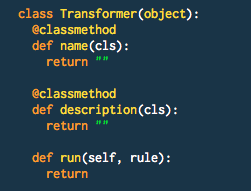 class Transformer(object):
  @classmethod
  def name(cls):
    return ""

  @classmethod
  def description(cls):
    return ""

  def run(self, rule):
    return